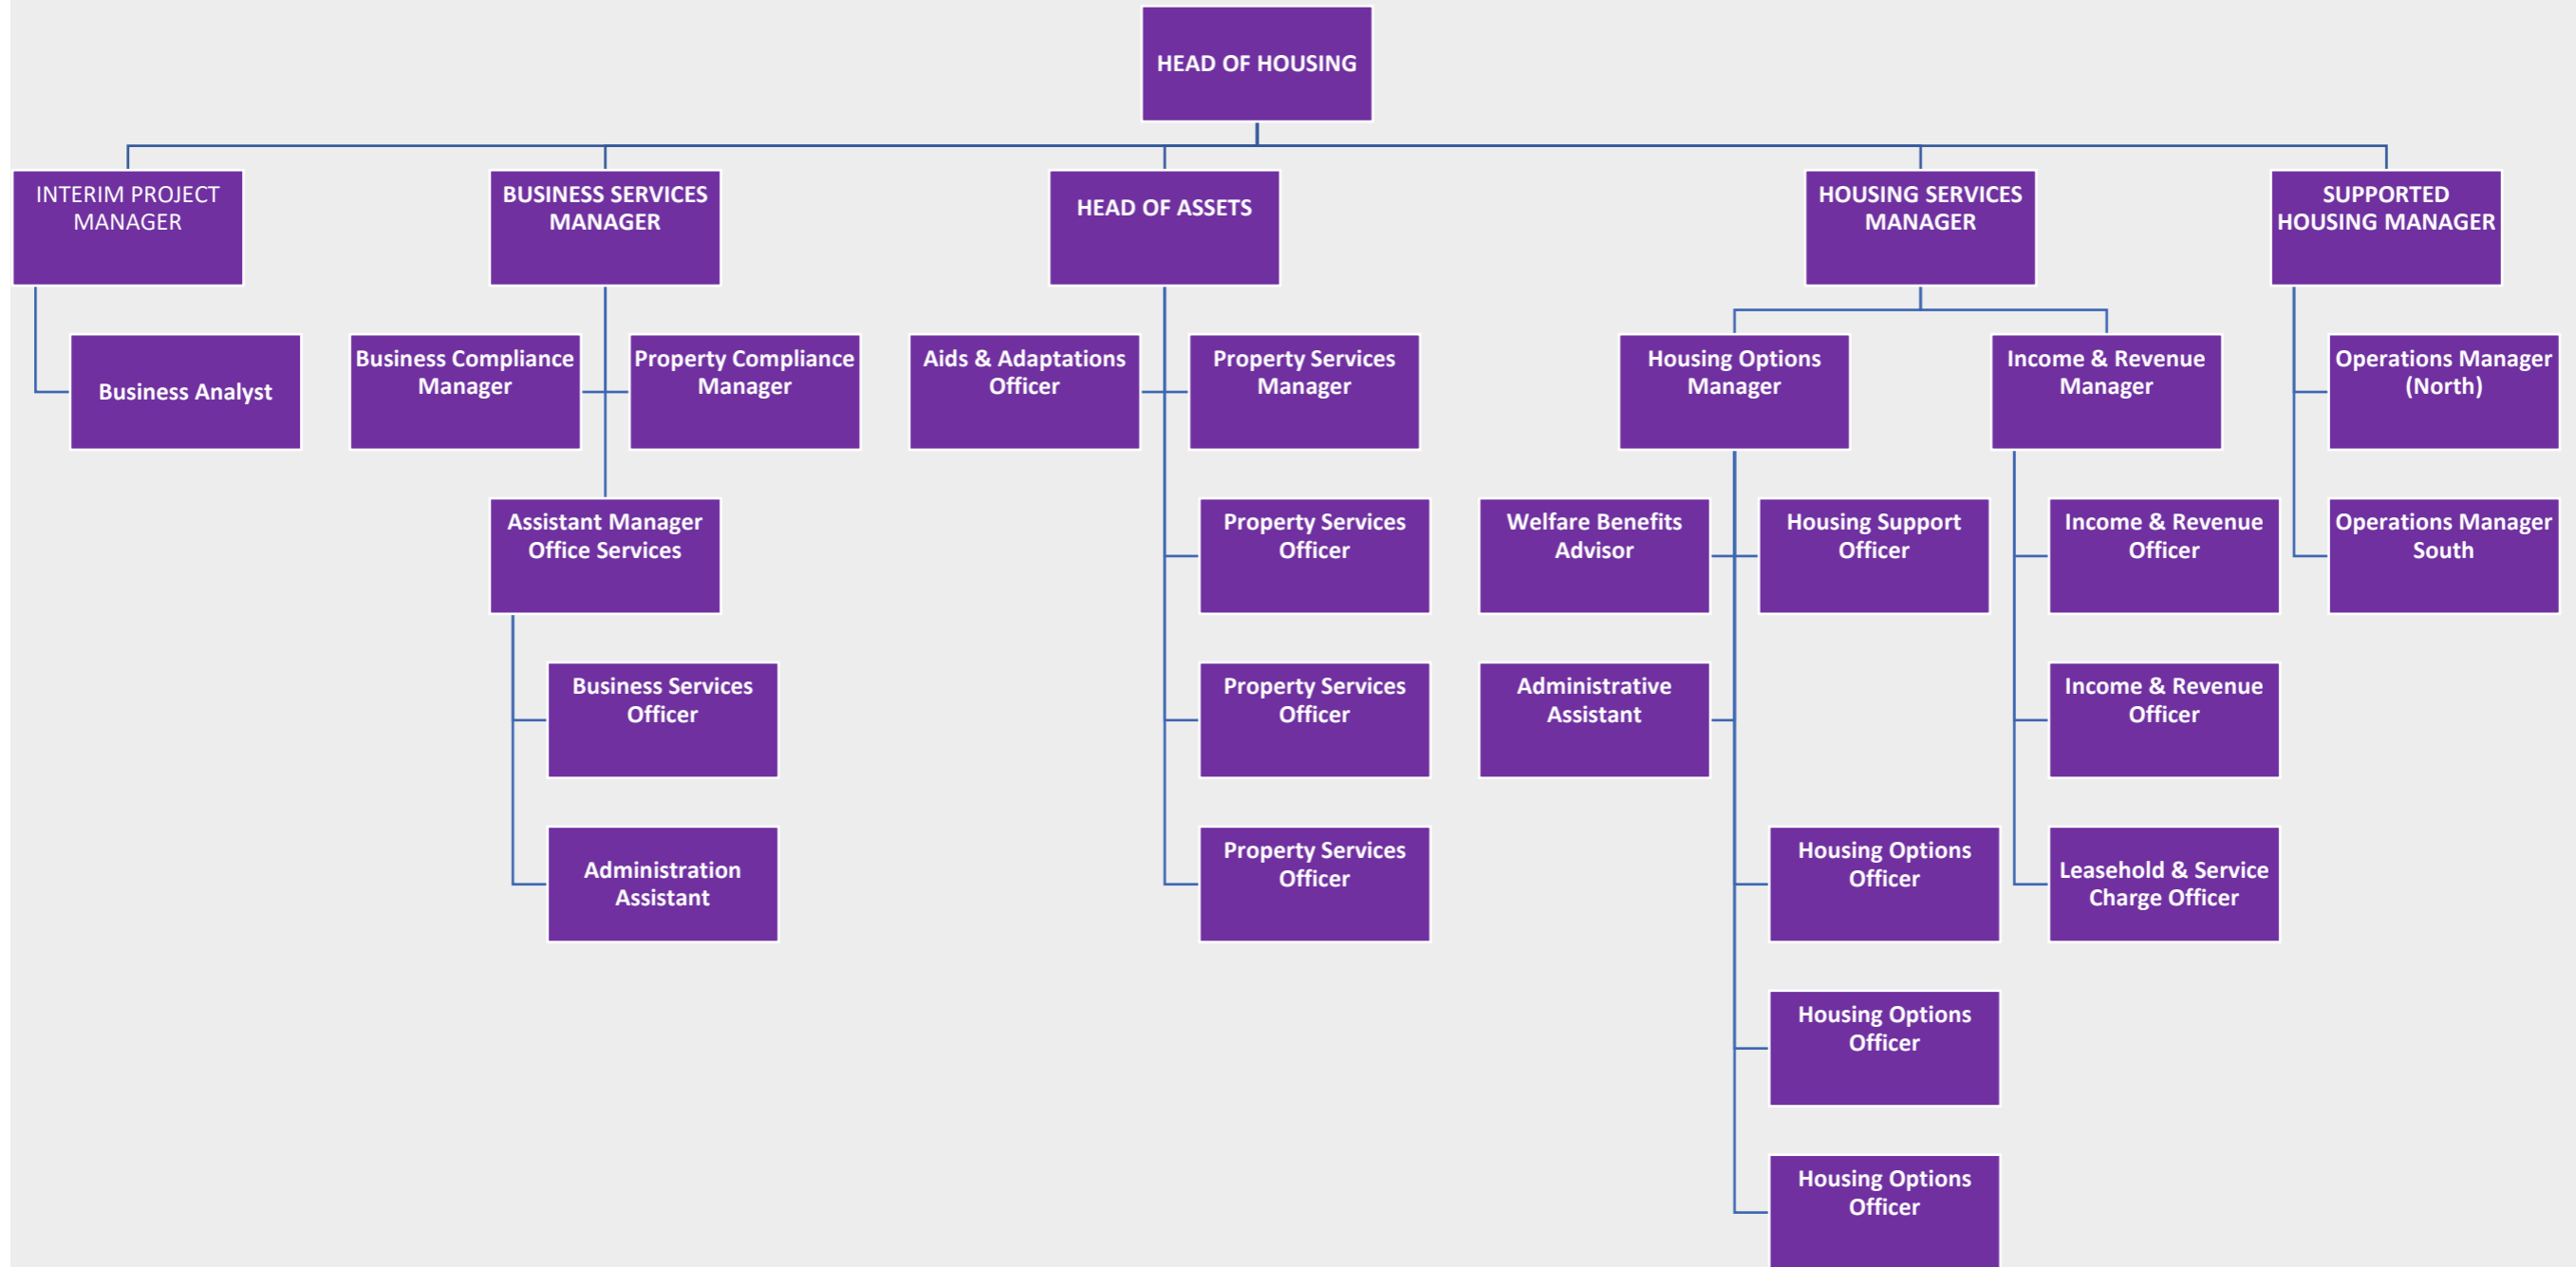 HEAD OF HOUSING
INTERIM PROJECT
MANAGER
BUSINESS SERVICES
MANAGER
HEAD OF ASSETS
HOUSING SERVICES
MANAGER
SUPPORTED
HOUSING MANAGER
Business Analyst
Business Compliance
Manager
Property Compliance
Manager
Aids & Adaptations
Officer
Property Services
Manager
Housing Options
Manager
Income & Revenue
Manager
Operations Manager
(North)
Assistant Manager
Office Services
Property Services
Officer
Welfare Benefits
Advisor
Housing Support
Officer
Income & Revenue
Officer
Operations Manager
South
Business Services
Officer
Property Services
Officer
Administrative
Assistant
Income & Revenue
Officer
Administration
Assistant
Property Services
Officer
Housing Options
Officer
Leasehold & Service
Charge Officer
Housing Options
Officer
Housing Options
Officer